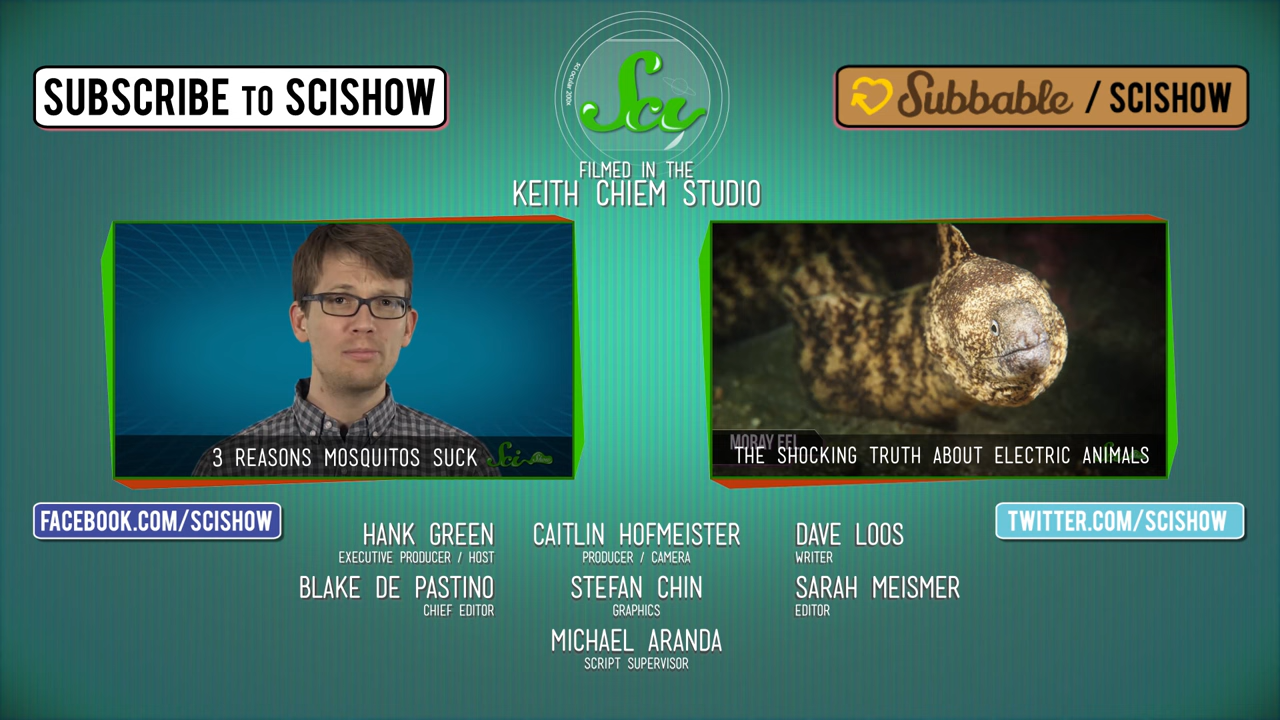 SUBSCRIBE TO SCISHOW
Sci
Subbable / SCISHOW
FILMED IN THE
KEITH CHIEM STUDIO
3 REASONS MOSQUITOS SUCK
Sci
MORAY EEL
THE SHOCKING TRUTH ABOUT ELECTRIC ANIMALS
FACEBOOK.COM/SCISHOW
TWITTER.COM/SCISHOW
HANK GREEN
EXECUTIVE PRODUCER / HOST
CAITLIN HOFMEISTER
PRODUCER / CAMERA
DAVE LOOS
WRITER
BLAKE DE PASTINO
CHIEF EDITOR
STEFAN CHIN
GRAPHICS
SARAH MEISMER
EDITOR
MICHAEL ARANDA
SCRIPT SUPERVISOR